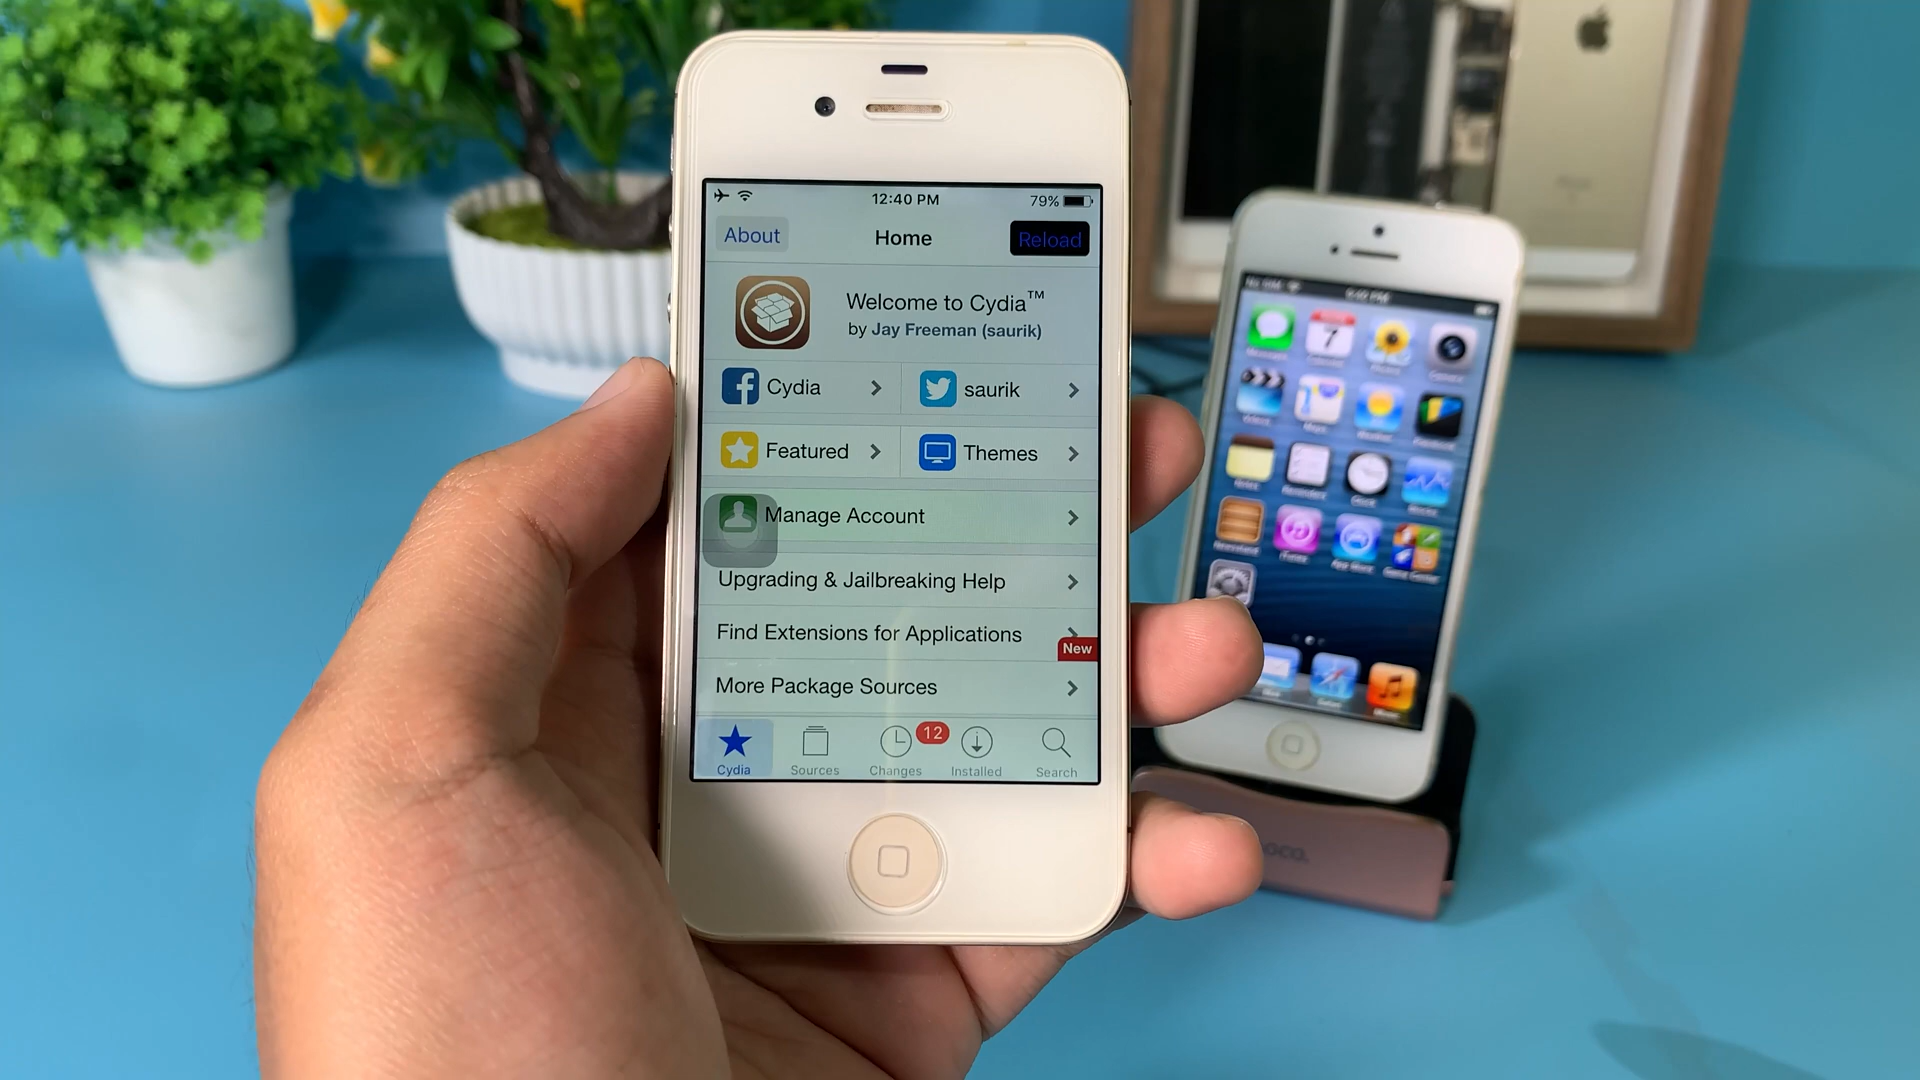 12:40 PM
79%
About
Home
Reload
Welcome to Cydia™
by Jay Freeman (saurik)
Cydia
saurik
Featured
Themes
Manage Account
Upgrading & Jailbreaking Help
Find Extensions for Applications
New
More Package Sources
Cydia
Sources
Changes
12
Installed
Search
7